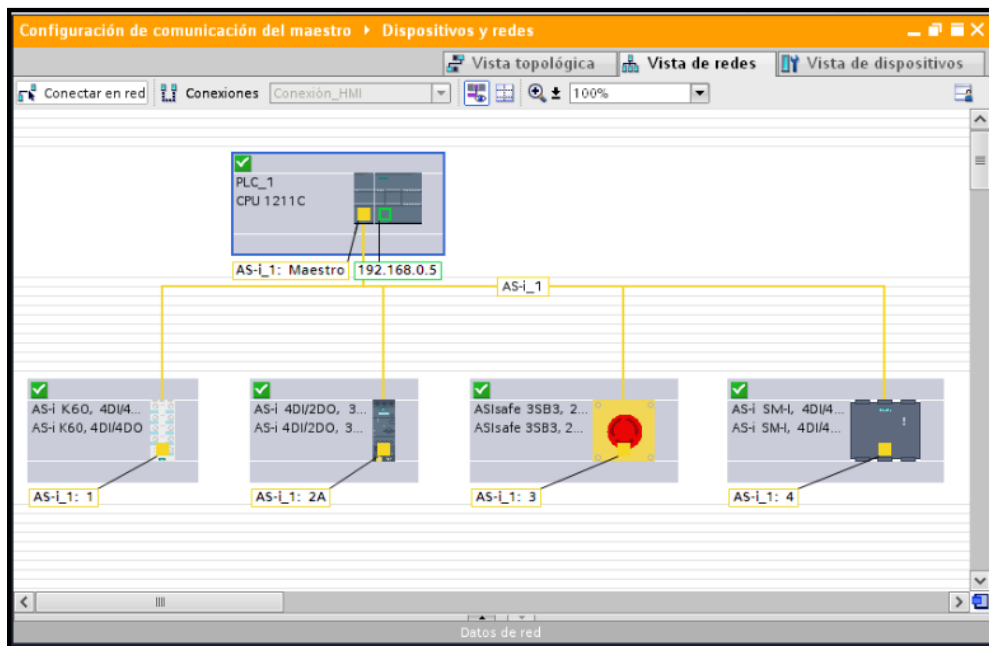 Configuración de comunicación del maestro ▸ Dispositivos y redes
Vista topológica Vista de redes Vista de dispositivos
Conectar en red Conexiones Conexión_HMI 100%
PLC_1
CPU 1211C
AS-i_1: Maestro 192.168.0.5
AS-i_1
AS-i K60, 4DI/4...
AS-i K60, 4DI/4DO
AS-i_1: 1
AS-i 4DI/2DO, 3...
AS-i 4DI/2DO, 3...
AS-i_1: 2A
ASIsafe 3SB3, 2...
ASIsafe 3SB3, 2...
AS-i_1: 3
AS-i SM-I, 4DI/4...
AS-i SM-I, 4DI/4...
AS-i_1: 4
Datos de red